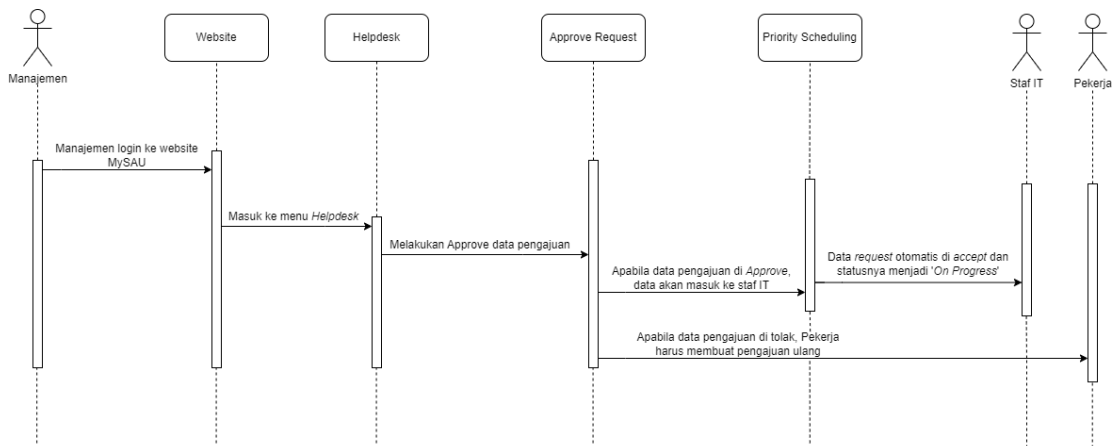 Manajemen
Website
Helpdesk
Approve Request
Priority Scheduling
Staf IT
Pekerja
Manajemen login ke website
MySAU
Masuk ke menu Helpdesk
Melakukan Approve data pengajuan
Apabila data pengajuan di Approve,
data akan masuk ke staf IT
Data request otomatis di accept dan
statusnya menjadi 'On Progress'
Apabila data pengajuan di tolak, Pekerja
harus membuat pengajuan ulang